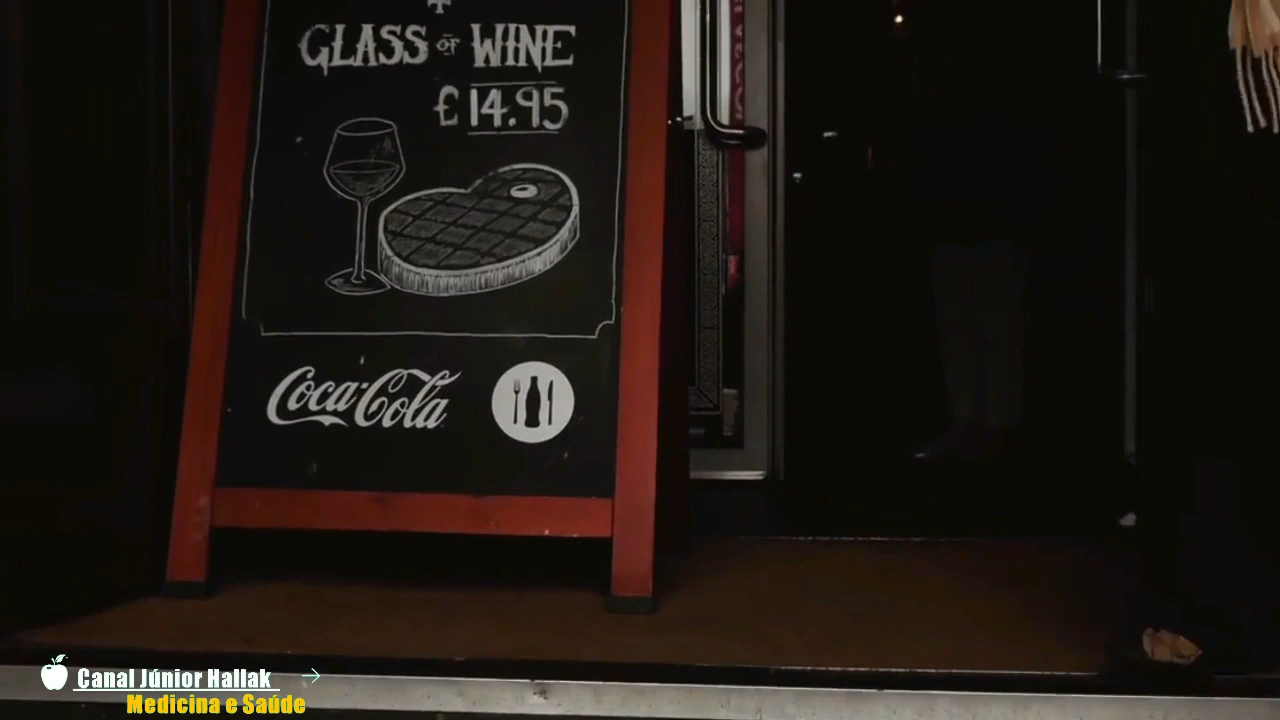 +
GLASS OF WINE
£14.95
Coca-Cola
Canal Júnior Hallak
Medicina e Saúde